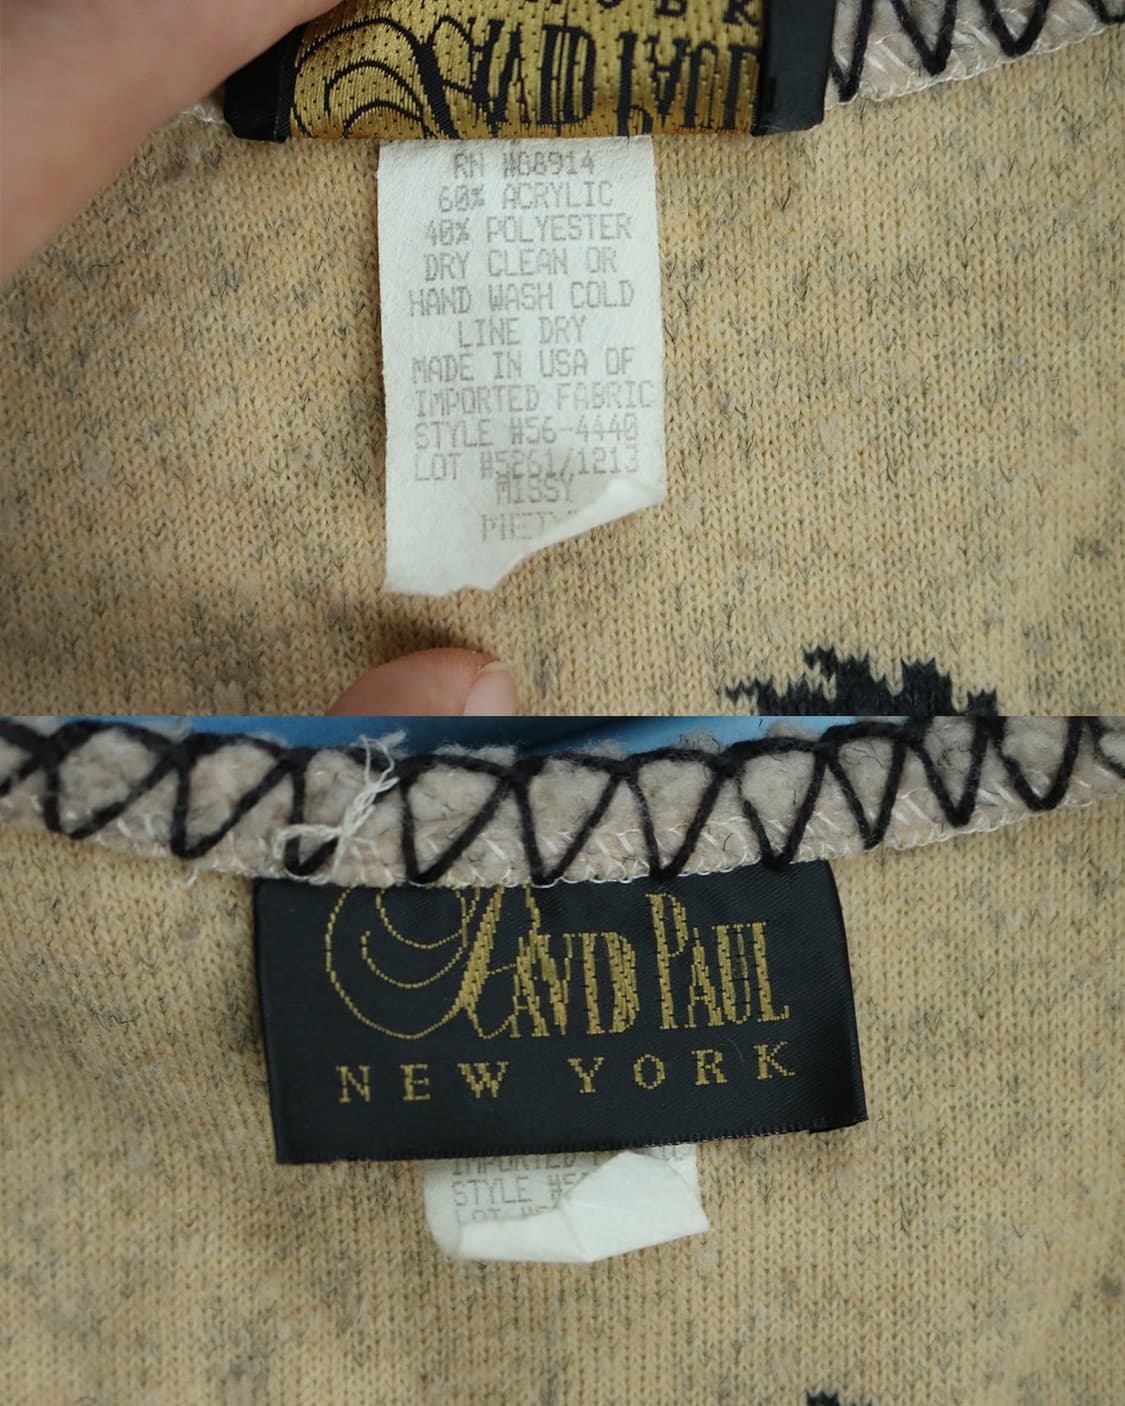 RN #88914
60% ACRYLIC
40% POLYESTER
DRY CLEAN OR
HAND WASH COLD
LINE DRY
MADE IN USA OF
IMPORTED FABRIC
STYLE #56-4440
LOT #5261/1213
MISSY
DAVID PAUL
NEW YORK
IMPORTED
STYLE